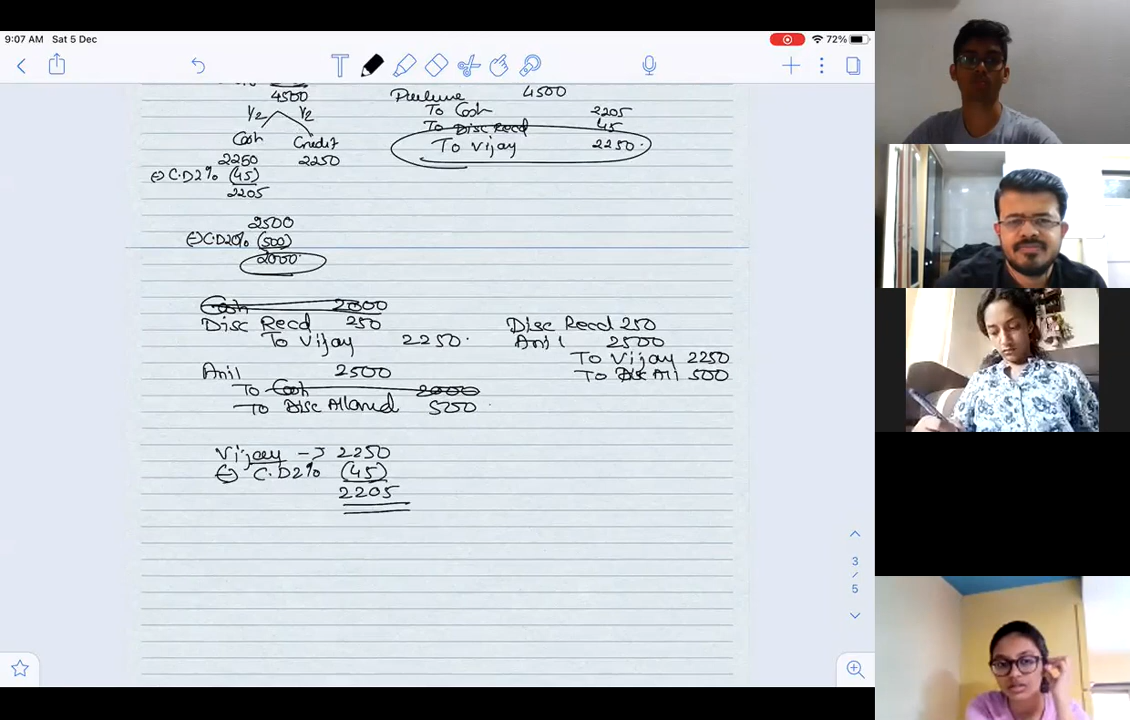 9:07 AM Sat 5 Dec
72%
T
4500
1/2 1/2
Cash Credit
2250 2250
(-) C.D 2% (45)
2205
Purchase 4500
To Cash 2205
To Disc Recd 45
To Vijay 2250
2500
(-) C.D 20% (500)
2000
Cash 2000
Disc Recd 250
To Vijay 2250
Anil 2500
To Cash 2000
To Disc Allowed
Disc Recd 250
Anil 2500
To Vijay 2250
To Disc All 500
Vijay → 2250
(-) C.D 2% (45)
2205
3
/
5